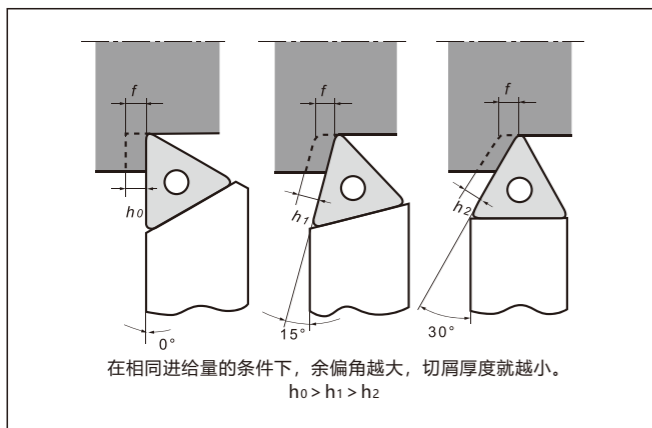 f
f
f
h0
h1
h2
0°
15°
30°
在相同进给量的条件下，余偏角越大，切屑厚度就越小。
h0 > h1 > h2